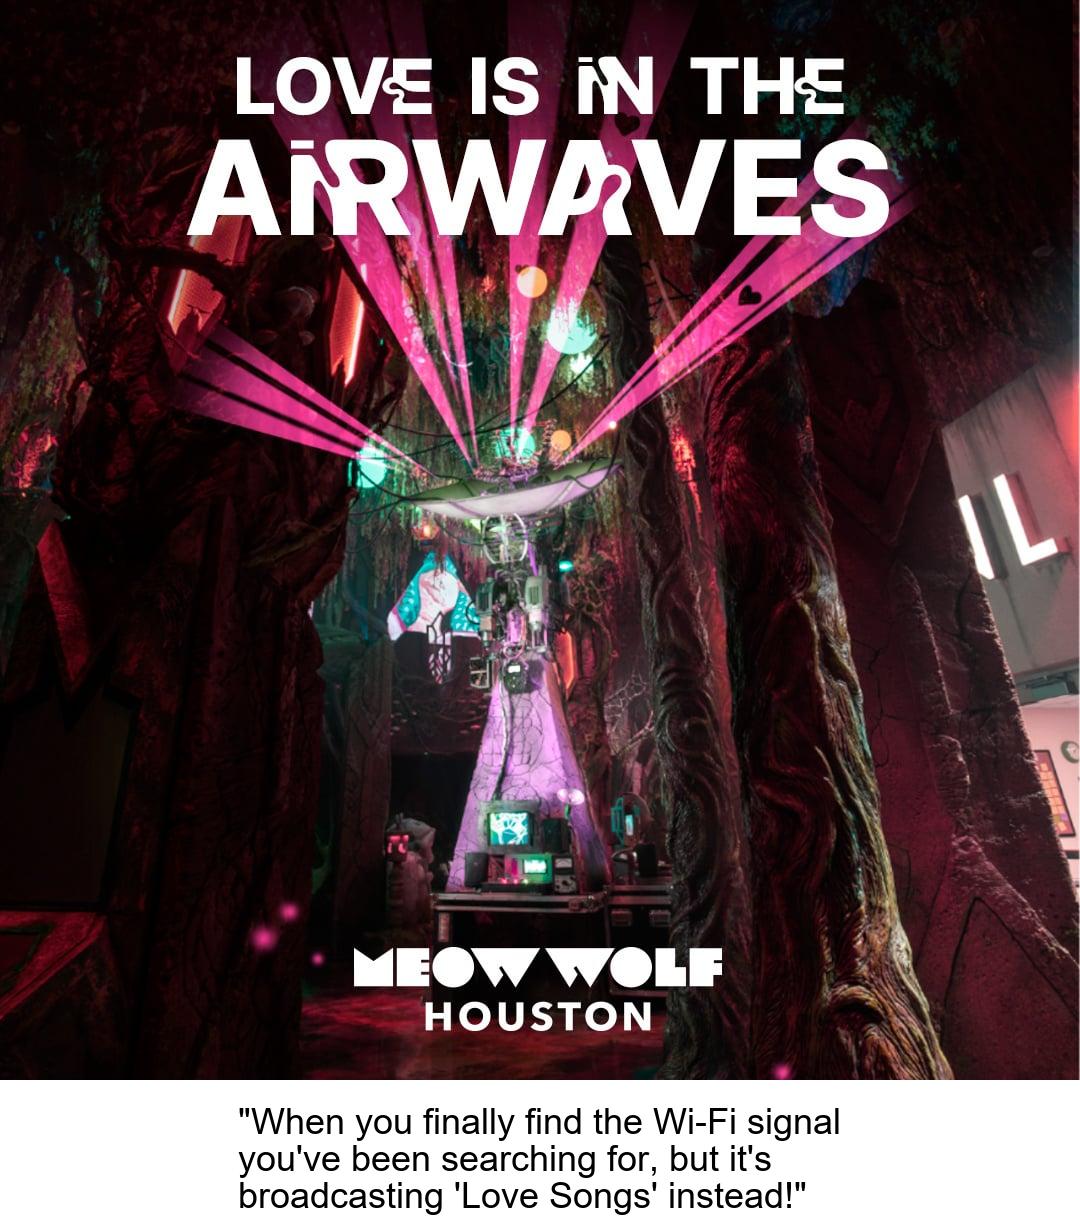 LOVE IS IN THE
AIRWAVES
IL
MEOW WOLF
HOUSTON
"When you finally find the Wi-Fi signal
you've been searching for, but it's
broadcasting 'Love Songs' instead!"